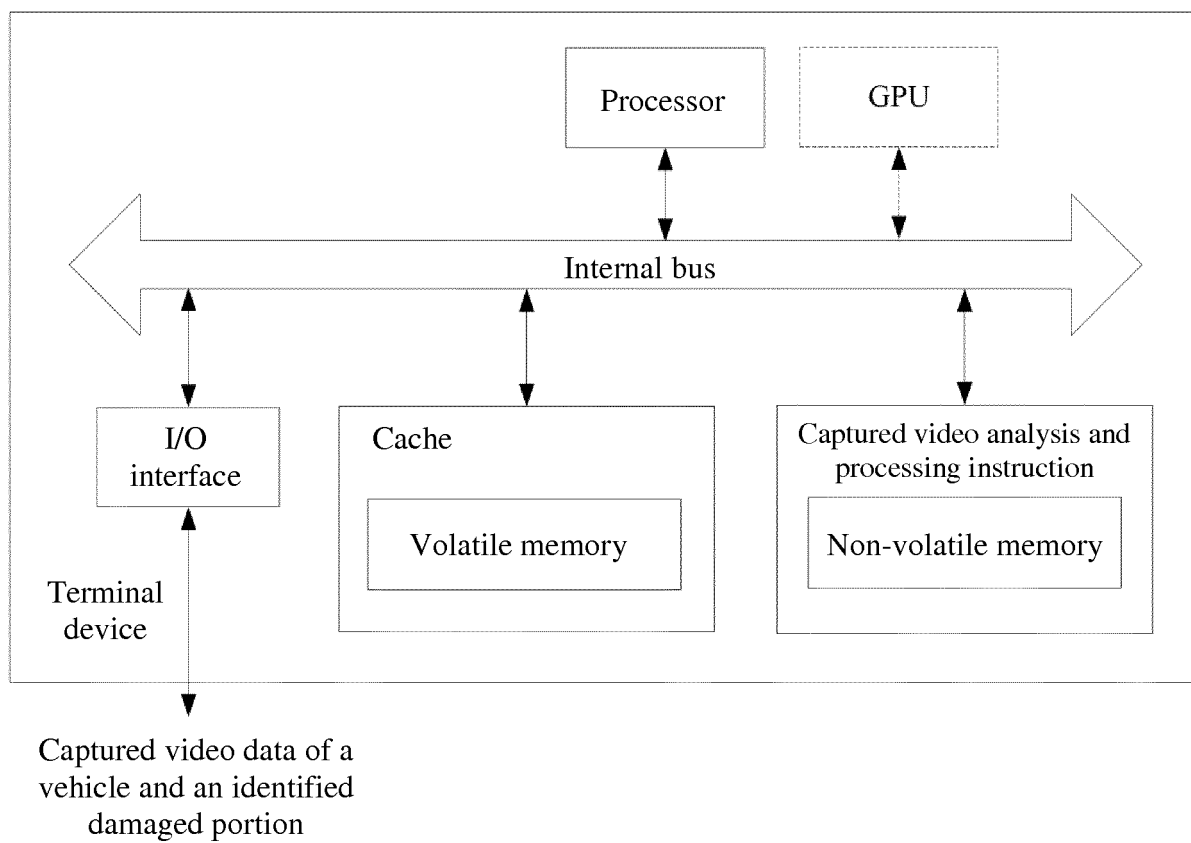 Processor
GPU
Internal bus
I/O
interface
Cache
Volatile memory
Captured video analysis and
processing instruction
Non-volatile memory
Terminal
device
Captured video data of a
vehicle and an identified
damaged portion